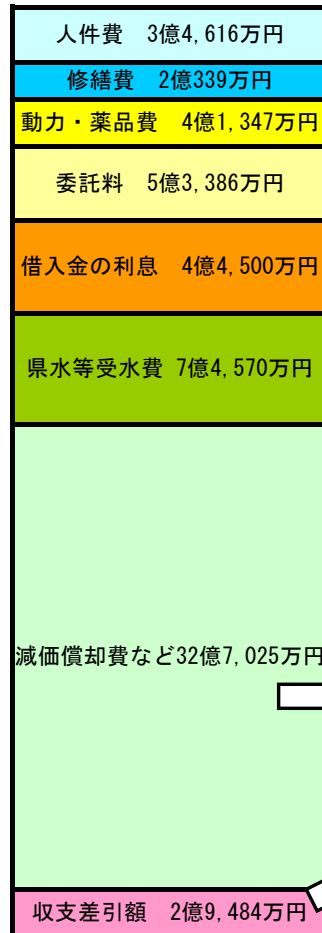 人件費　3億4,616万円
修繕費　2億339万円
動力・薬品費　4億1,347万円
委託料　5億3,386万円
借入金の利息　4億4,500万円
県水等受水費 7億4,570万円
減価償却費など32億7,025万円
収支差引額　2億9,484万円